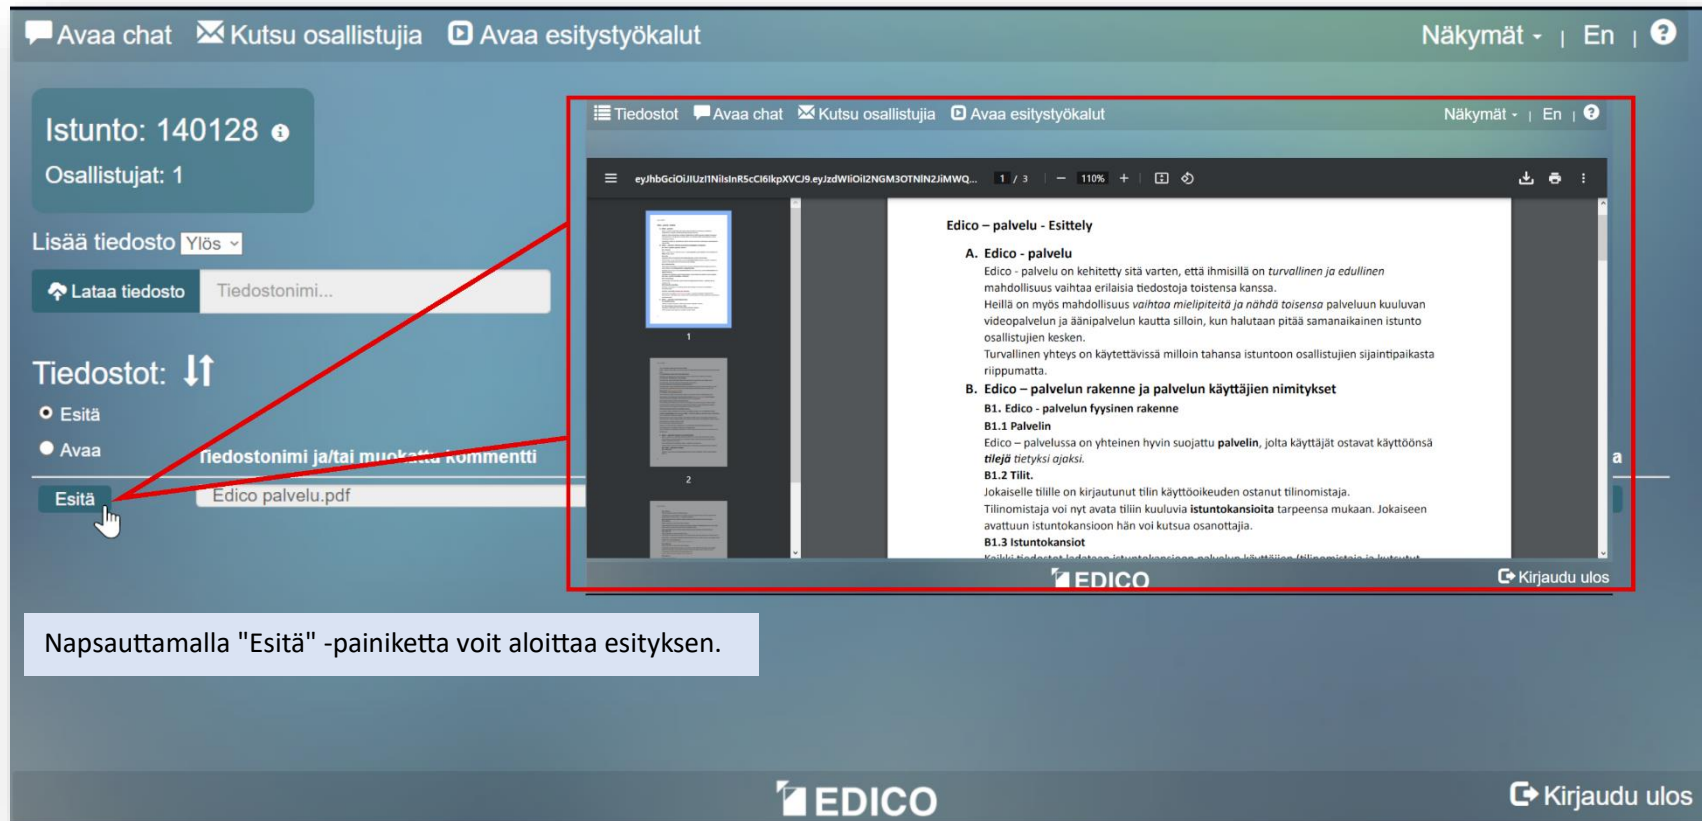 Avaa chat Kutsu osallistujia Avaa esitystyökalut Näkymät | En |
Istunto: 140128
Osallistujat: 1
Lisää tiedosto Ylös
Lataa tiedosto Tiedostonimi...
Tiedostot:
Esitä
Avaa
Tiedostonimi ja/tai muokattu kommentti
Esitä Edico palvelu.pdf
Tiedostot Avaa chat Kutsu osallistujia Avaa esitystyökalut Näkymät | En |
1 / 3 | − 110% + |
1
2
Edico – palvelu - Esittely
A. Edico - palvelu
Edico - palvelu on kehitetty sitä varten, että ihmisillä on turvallinen ja edullinen
mahdollisuus vaihtaa erilaisia tiedostoja toistensa kanssa.
Heillä on myös mahdollisuus vaihtaa mielipiteitä ja nähdä toisensa palveluun kuuluvan
videopalvelun ja äänipalvelun kautta silloin, kun halutaan pitää samanaikainen istunto
osallistujien kesken.
Turvallinen yhteys on käytettävissä milloin tahansa istuntoon osallistujien sijaintipaikasta
riippumatta.
B. Edico – palvelun rakenne ja palvelun käyttäjien nimitykset
B1. Edico - palvelun fyysinen rakenne
B1.1 Palvelin
Edico – palvelussa on yhteinen hyvin suojattu palvelin, jolta käyttäjät ostavat käyttöönsä
tilejä tietyksi ajaksi.
B1.2 Tilit.
Jokaiselle tilille on kirjautunut tilin käyttöoikeuden ostanut tilinomistaja.
Tilinomistaja voi nyt avata tiliin kuuluvia istuntokansioita tarpeensa mukaan. Jokaiseen
avattuun istuntokansioon hän voi kutsua osanottajia.
B1.3 Istuntokansiot
EDICO Kirjaudu ulos
Napsauttamalla "Esitä" -painiketta voit aloittaa esityksen.
EDICO Kirjaudu ulos